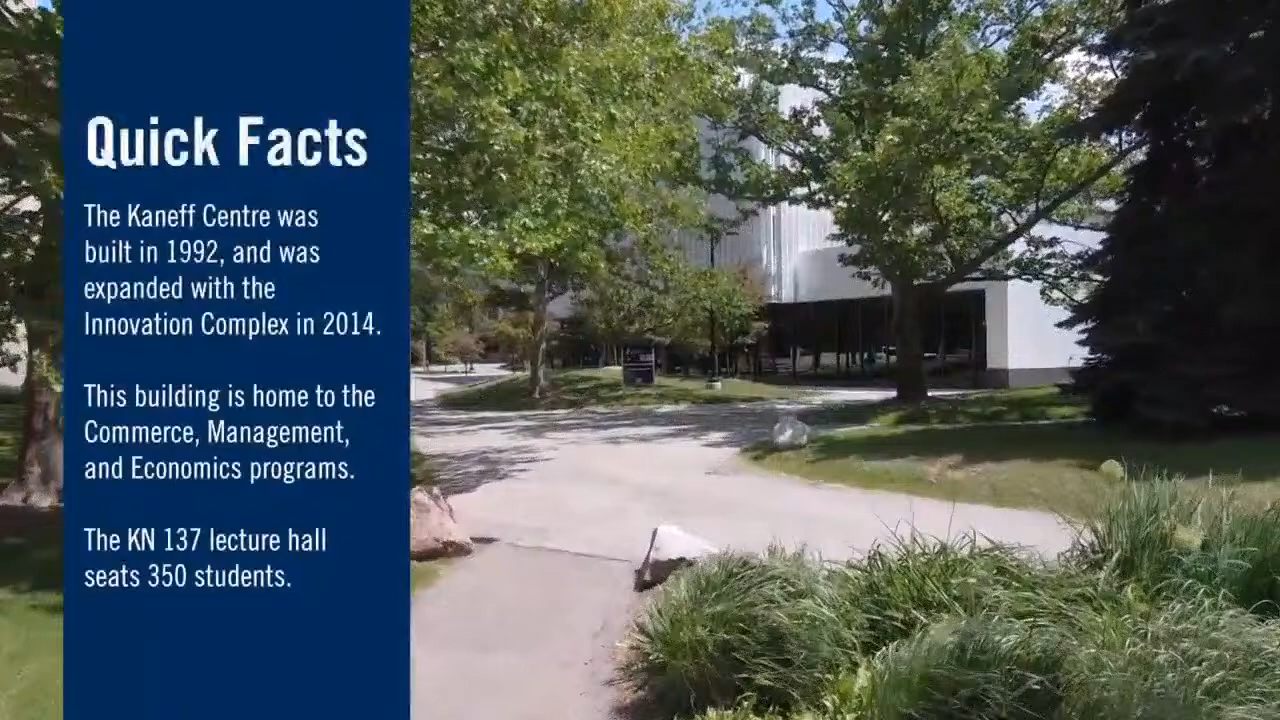 Quick Facts
The Kaneff Centre was
built in 1992, and was
expanded with the
Innovation Complex in 2014.
This building is home to the
Commerce, Management,
and Economics programs.
The KN 137 lecture hall
seats 350 students.